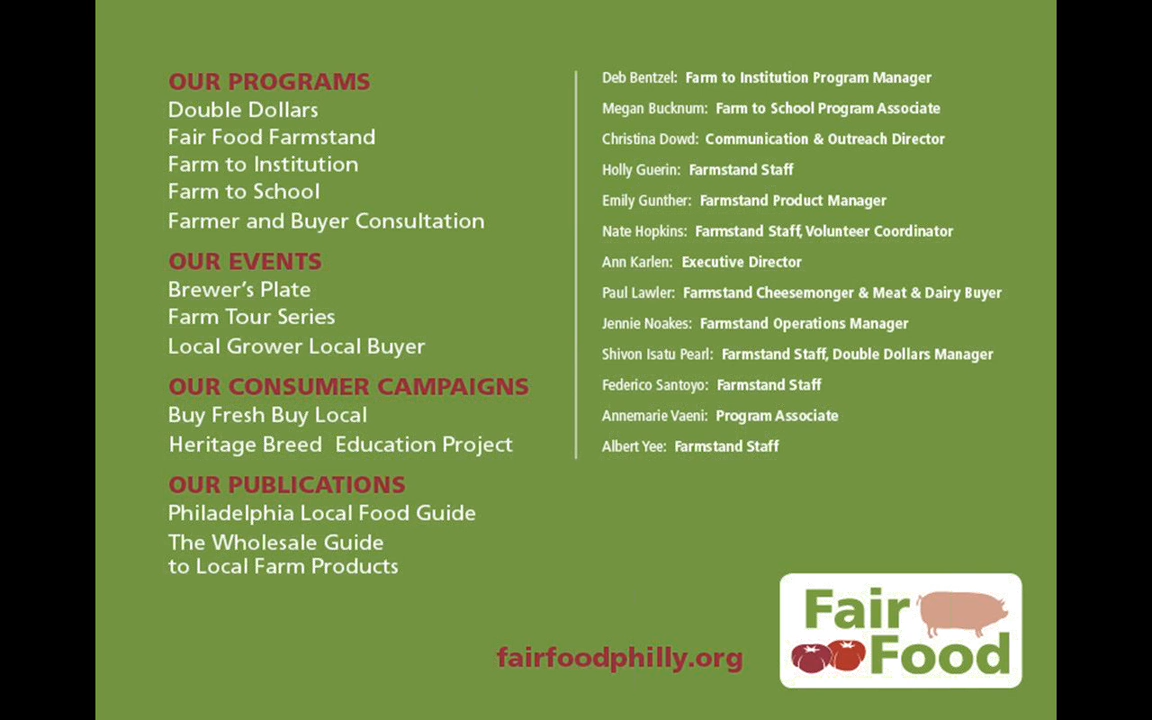 OUR PROGRAMS
Double Dollars
Fair Food Farmstand
Farm to Institution
Farm to School
Farmer and Buyer Consultation
OUR EVENTS
Brewer's Plate
Farm Tour Series
Local Grower Local Buyer
OUR CONSUMER CAMPAIGNS
Buy Fresh Buy Local
Heritage Breed Education Project
OUR PUBLICATIONS
Philadelphia Local Food Guide
The Wholesale Guide
to Local Farm Products
Deb Bentzel: Farm to Institution Program Manager
Megan Bucknum: Farm to School Program Associate
Christina Dowd: Communication & Outreach Director
Holly Guerin: Farmstand Staff
Emily Gunther: Farmstand Product Manager
Nate Hopkins: Farmstand Staff, Volunteer Coordinator
Ann Karlen: Executive Director
Paul Lawler: Farmstand Cheesemonger & Meat & Dairy Buyer
Jennie Noakes: Farmstand Operations Manager
Shivon Isatu Pearl: Farmstand Staff, Double Dollars Manager
Federico Santoyo: Farmstand Staff
Annemarie Vaeni: Program Associate
Albert Yee: Farmstand Staff
fairfoodphilly.org
Fair
Food